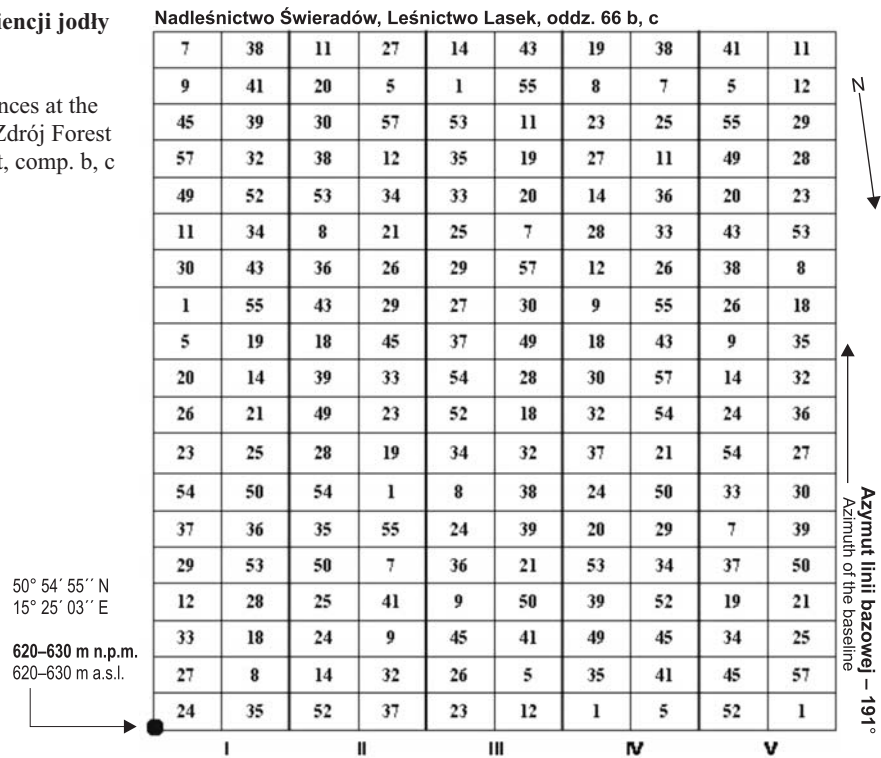 iencji jodły
nces at the
Zdrój Forest
t, comp. b, c
Nadleśnictwo Świeradów, Leśnictwo Lasek, oddz. 66 b, c
7 38 11 27 14 43 19 38 41 11
9 41 20 5 1 55 8 7 5 12
45 39 30 57 53 11 23 25 55 29
57 32 38 12 35 19 27 11 49 28
49 52 53 34 33 20 14 36 20 23
11 34 8 21 25 7 28 33 43 53
30 43 36 26 29 57 12 26 38 8
1 55 43 29 27 30 9 55 26 18
5 19 18 45 37 49 18 43 9 35
20 14 39 33 54 28 30 57 14 32
26 21 49 23 52 18 32 54 24 36
23 25 28 19 34 32 37 21 54 27
54 50 54 1 8 38 24 50 33 30
37 36 35 55 24 39 20 29 7 39
29 53 50 7 36 21 53 34 37 50
12 28 25 41 9 50 39 52 19 21
33 18 24 9 45 41 49 45 34 25
27 8 14 32 26 5 35 41 45 57
24 35 52 37 23 12 1 5 52 1
I II III IV V
N
Azymut linii bazowej – 191°
Azimuth of the baseline
50° 54´ 55´´ N
15° 25´ 03´´ E
620–630 m n.p.m.
620–630 m a.s.l.